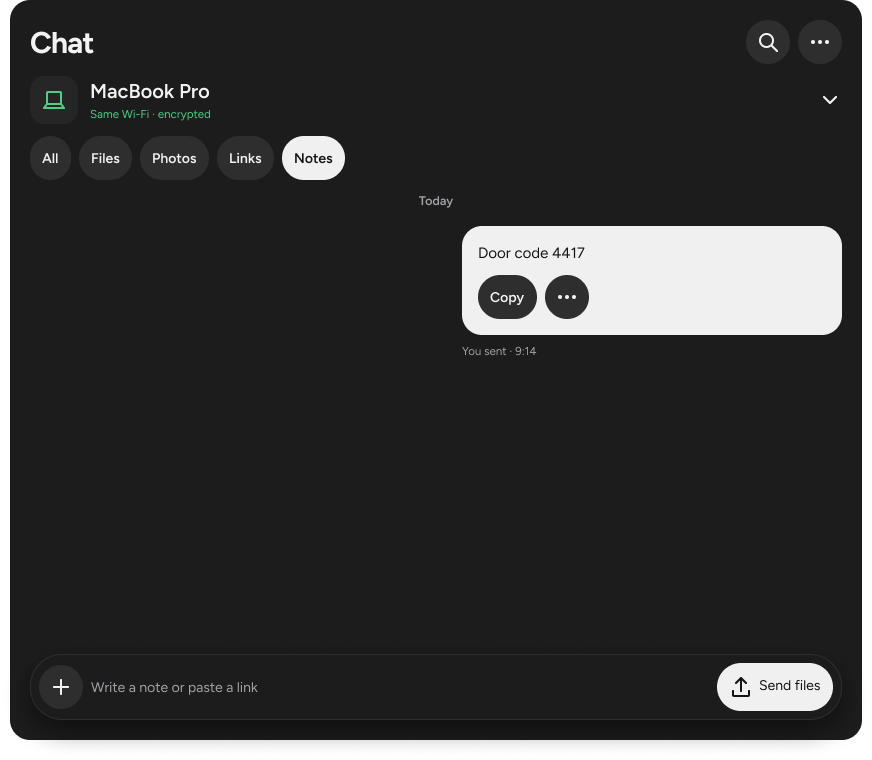 Chat
MacBook Pro
Same Wi-Fi · encrypted
All Files Photos Links Notes
Today
Door code 4417
Copy
You sent · 9:14
Write a note or paste a link
Send files